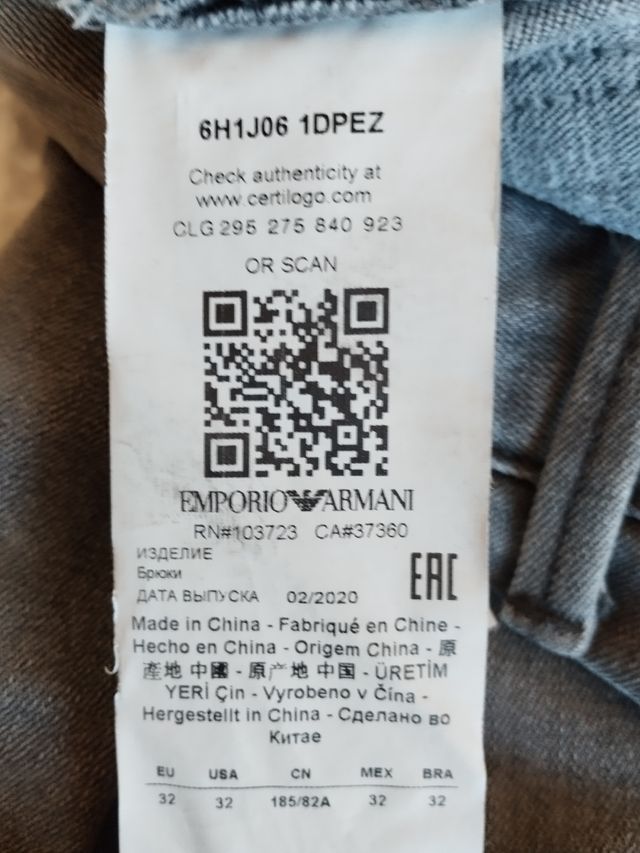 6H1J06 1DPEZ
Check authenticity at
www.certilogo.com
CLG 295 275 840 923
OR SCAN
EMPORIO ARMANI
RN#103723 CA#37360
ИЗДЕЛИЕ
Брюки
ДАТА ВЫПУСКА 02/2020
EAC
Made in China - Fabriqué en Chine -
Hecho en China - Origem China - 原
產地 中國 - 原产地 中国 - ÜRETİM
YERİ Çin - Vyrobeno v Čína -
Hergestellt in China - Сделано во
Китае
EU USA CN MEX BRA
32 32 185/82A 32 32